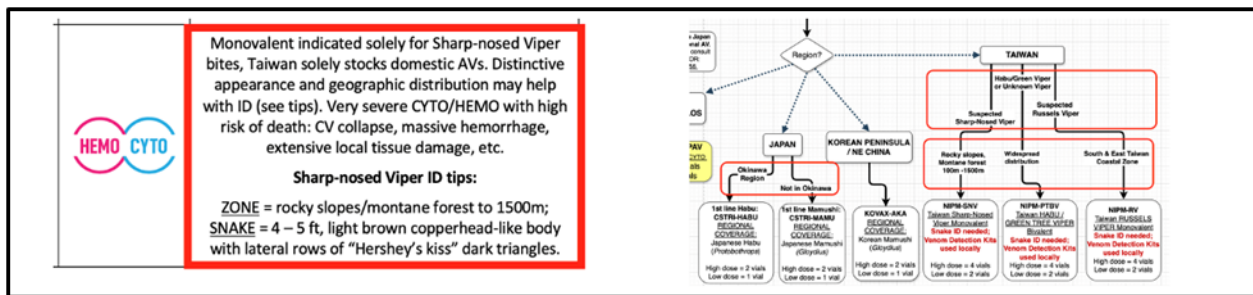 HEMO CYTO
Monovalent indicated solely for Sharp-nosed Viper
bites, Taiwan solely stocks domestic AVs. Distinctive
appearance and geographic distribution may help
with ID (see tips). Very severe CYTO/HEMO with high
risk of death: CV collapse, massive hemorrhage,
extensive local tissue damage, etc.
Sharp-nosed Viper ID tips:
ZONE = rocky slopes/montane forest to 1500m;
SNAKE = 4 – 5 ft, light brown copperhead-like body
with lateral rows of “Hershey’s kiss” dark triangles.
Japan
consult
Region?
TAIWAN
Habu/Green Viper
or Unknown Viper
Suspected
Sharp-Nosed Viper
Suspected
Russels Viper
LOS
PAV
CYTO
JAPAN
KOREAN PENINSULA
/ NE CHINA
Okinawa
Region
Not in Okinawa
Rocky slopes,
Montane forest
100m -1500m
Widespread
distribution
South & East Taiwan
Coastal Zone
1st line Habu:
CSTRI-HABU
REGIONAL
COVERAGE:
Japanese Habu
(Protobothrops)
High dose = 2 vials
Low dose = 1 vial
1st line Mamushi:
CSTRI-MAMU
REGIONAL
COVERAGE:
Japanese Mamushi
(Gloydius)
High dose = 2 vials
Low dose = 1 vial
KOVAX-AKA
REGIONAL
COVERAGE:
Korean Mamushi
(Gloydius)
High dose = 2 vials
Low dose = 1 vial
NIPM-SNV
Taiwan Sharp-Nosed
Viper Monovalent
Snake ID needed;
Venom Detection Kits
used locally
High dose = 4 vials
Low dose = 2 vials
NIPM-PTBV
Taiwan HABU /
GREEN TREE VIPER
Bivalent
Snake ID needed;
Venom Detection Kits
used locally
High dose = 4 vials
Low dose = 2 vials
NIPM-RV
Taiwan RUSSELS
VIPER Monovalent
Snake ID needed;
Venom Detection Kits
used locally
High dose = 4 vials
Low dose = 2 vials